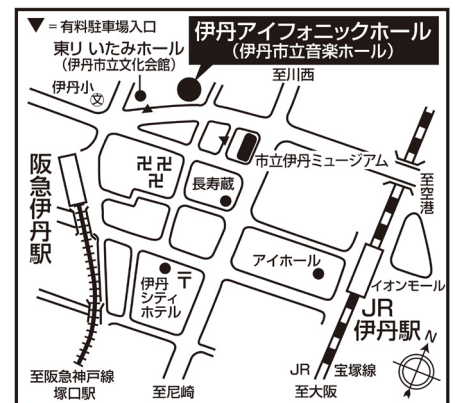 ▼=有料駐車場入口
伊丹アイフォニックホール
(伊丹市立音楽ホール)
東リ いたみホール
(伊丹市立文化会館)
至川西
伊丹小
文
市立伊丹ミュージアム
阪急伊丹駅
卍卍
卍
長寿蔵
至空港
アイホール
イオンモール
伊丹
シティ
ホテル
〒
JR
伊丹駅
N
至阪急神戸線
塚口駅
至尼崎
JR 宝塚線
至大阪